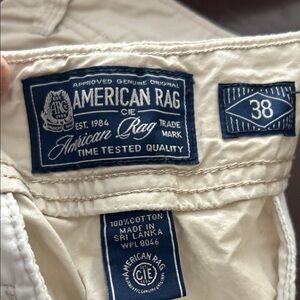 APPROVED GENUINE ORIGINAL
AMERICAN RAG
CIE
EST. 1984
American Rag
TRADE MARK
TIME TESTED QUALITY
38
100% COTTON
MADE IN
SRI LANKA
WPL 8046
AMERICAN RAG
CIE